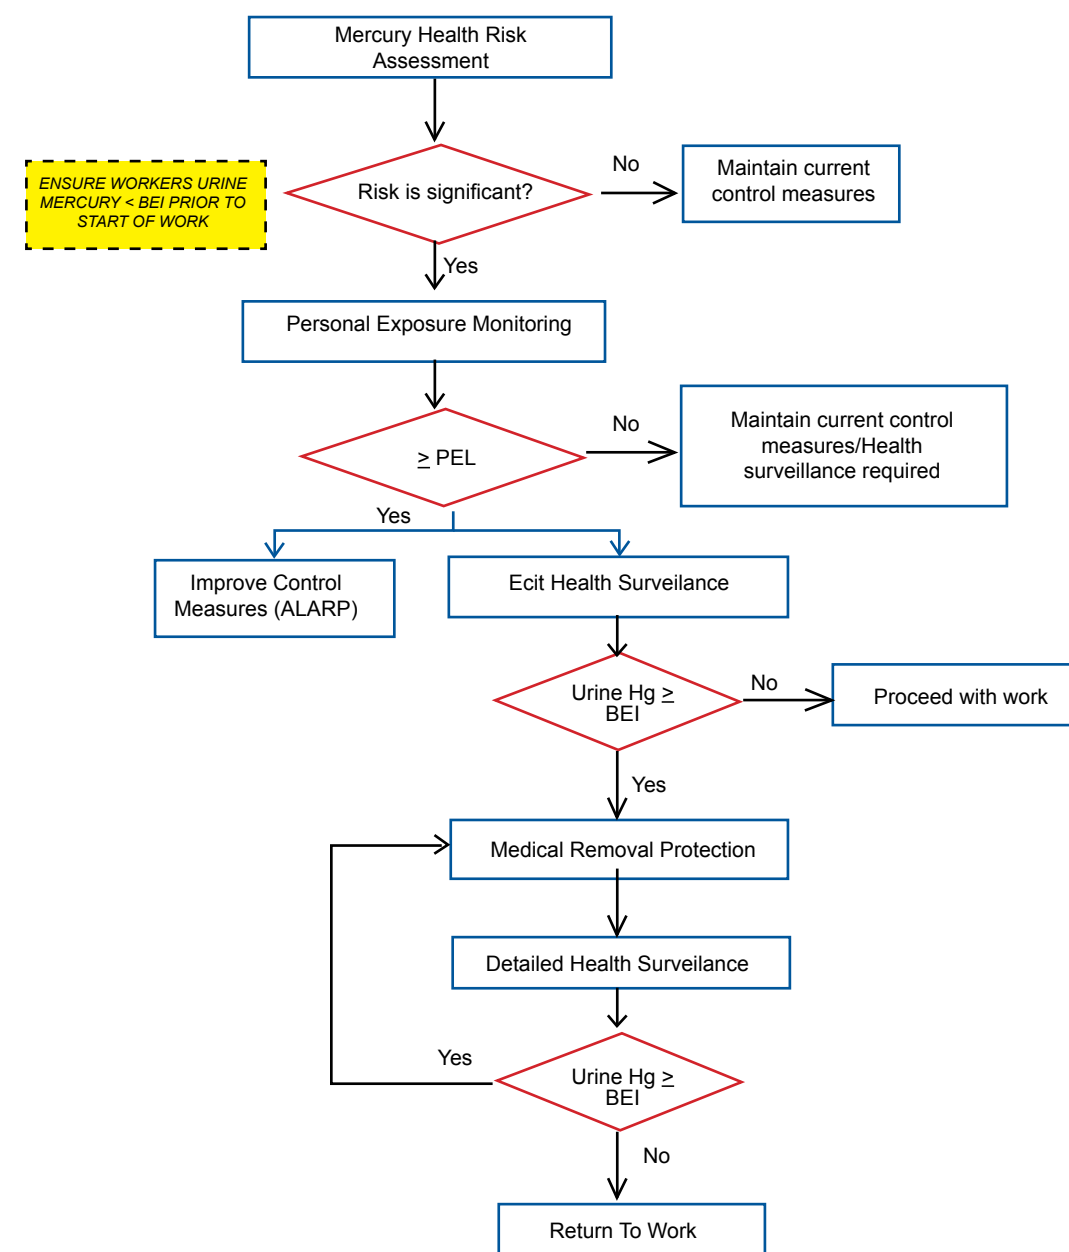 Mercury Health Risk
Assessment
ENSURE WORKERS URINE
MERCURY < BEI PRIOR TO
START OF WORK
Risk is significant?
No
Maintain current
control measures
Yes
Personal Exposure Monitoring
≥ PEL
No
Maintain current control
measures/Health
surveillance required
Yes
Improve Control
Measures (ALARP)
Ecit Health Surveilance
Urine Hg ≥
BEI
No
Proceed with work
Yes
Medical Removal Protection
Detailed Health Surveilance
Yes
Urine Hg ≥
BEI
No
Return To Work